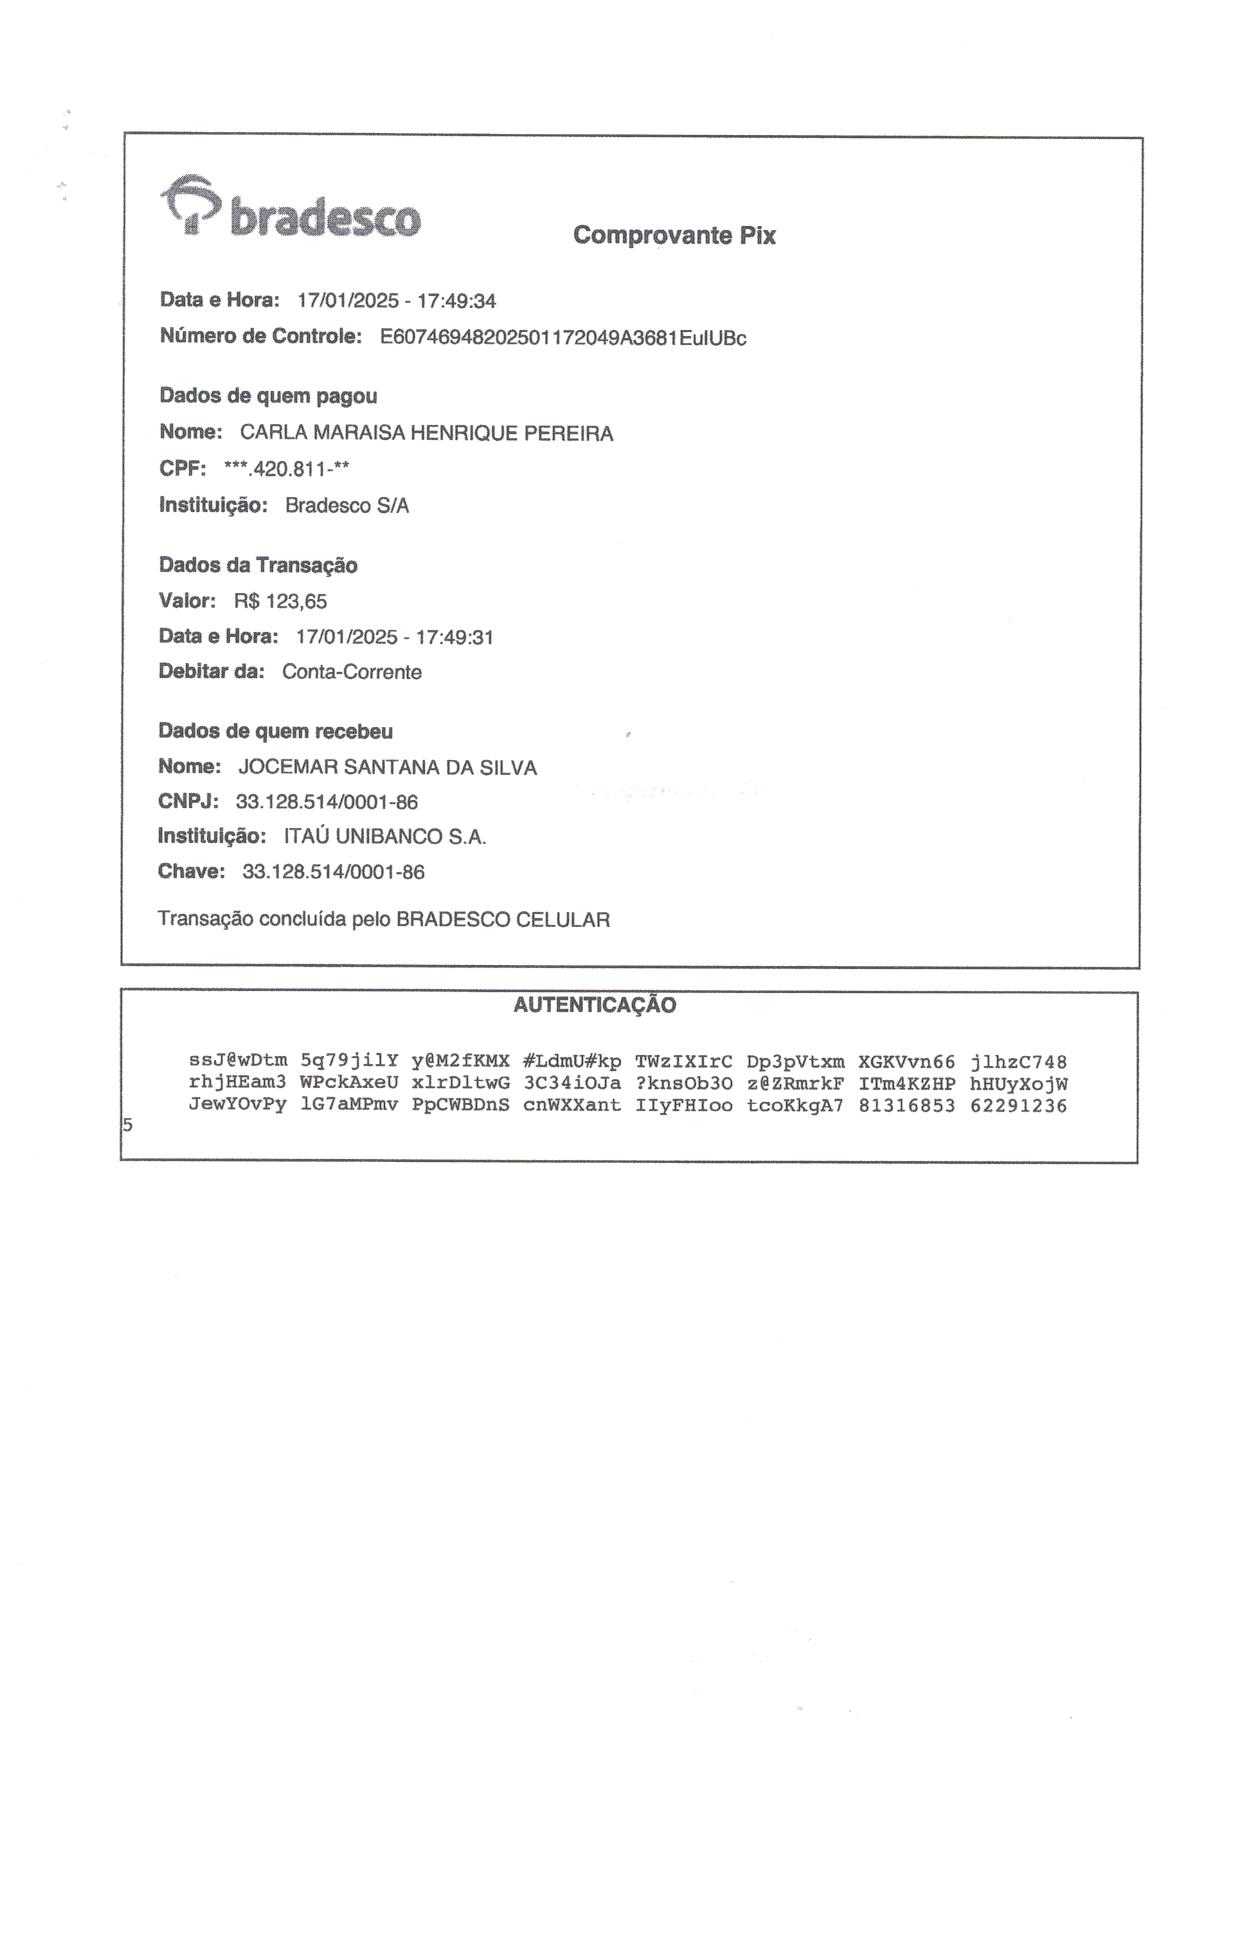 bradesco
Comprovante Pix
Data e Hora: 17/01/2025 - 17:49:34
Número de Controle: E60746948202501172049A3681EulUBc
Dados de quem pagou
Nome: CARLA MARAISA HENRIQUE PEREIRA
CPF: ***.420.811-**
Instituição: Bradesco S/A
Dados da Transação
Valor: R$ 123,65
Data e Hora: 17/01/2025 - 17:49:31
Debitar da: Conta-Corrente
Dados de quem recebeu
Nome: JOCEMAR SANTANA DA SILVA
CNPJ: 33.128.514/0001-86
Instituição: ITAÚ UNIBANCO S.A.
Chave: 33.128.514/0001-86
Transação concluída pelo BRADESCO CELULAR
AUTENTICAÇÃO
ssJ@wDtm 5q79jilY y@M2fKMX #LdmU#kp TWzIXIrC Dp3pVtxm XGKVvn66 jlhzC748
rhjHEam3 WPckAxeU xlrDltwG 3C34iOJa ?knsOb3O z@ZRmrkF ITm4KZHP hHUyXojW
JewYOvPy lG7aMPmv PpCWBDnS cnWXXant IIyFHIoo tcoKkgA7 81316853 62291236
5